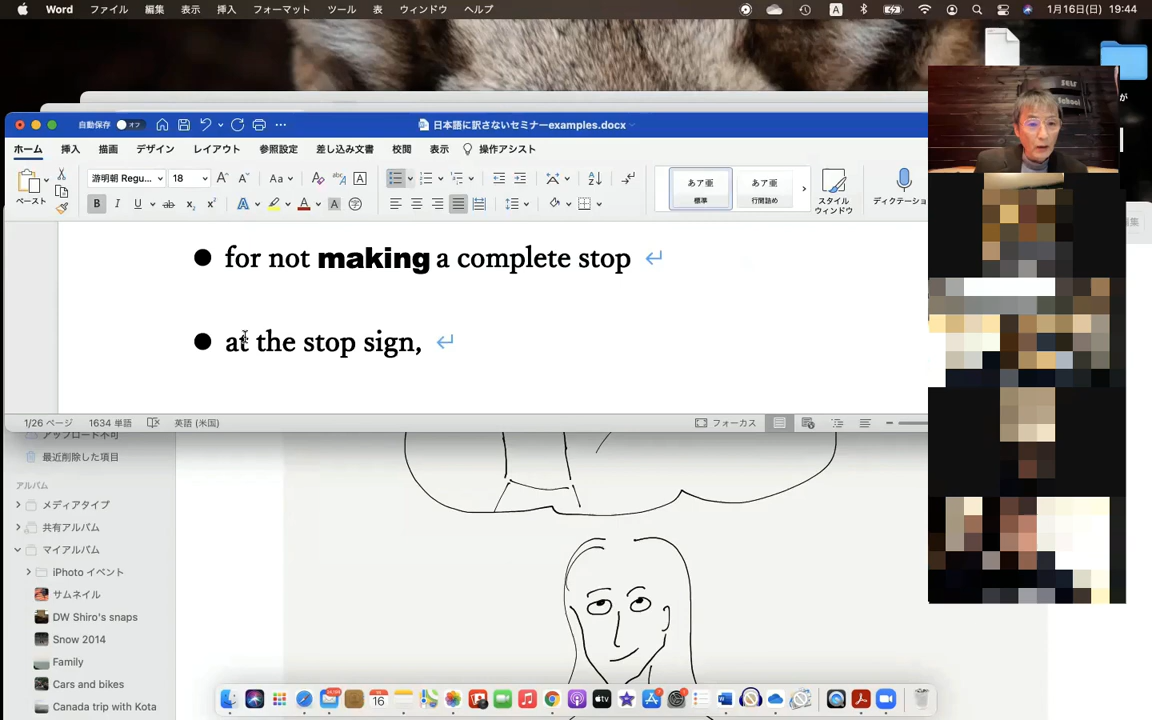 Word ファイル 編集 表示 挿入 フォーマット ツール 表 ウィンドウ ヘルプ A 1月16日(日) 19:44
自動保存 オフ 日本語に訳さないセミナーexamples.docx
ホーム 挿入 描画 デザイン レイアウト 参照設定 差し込み文書 校閲 表示 操作アシスト
ペースト 游明朝 Regu... 18 Aa あア亜 標準 あア亜 行間詰め スタイル ウィンドウ ディクテーション
● for not making a complete stop
● at the stop sign,
1/26 ページ 1634 単語 英語 (米国) フォーカス
アップロード不可
最近削除した項目
アルバム
メディアタイプ
共有アルバム
マイアルバム
iPhoto イベント
サムネイル
DW Shiro's snaps
Snow 2014
Family
Cars and bikes
Canada trip with Kota